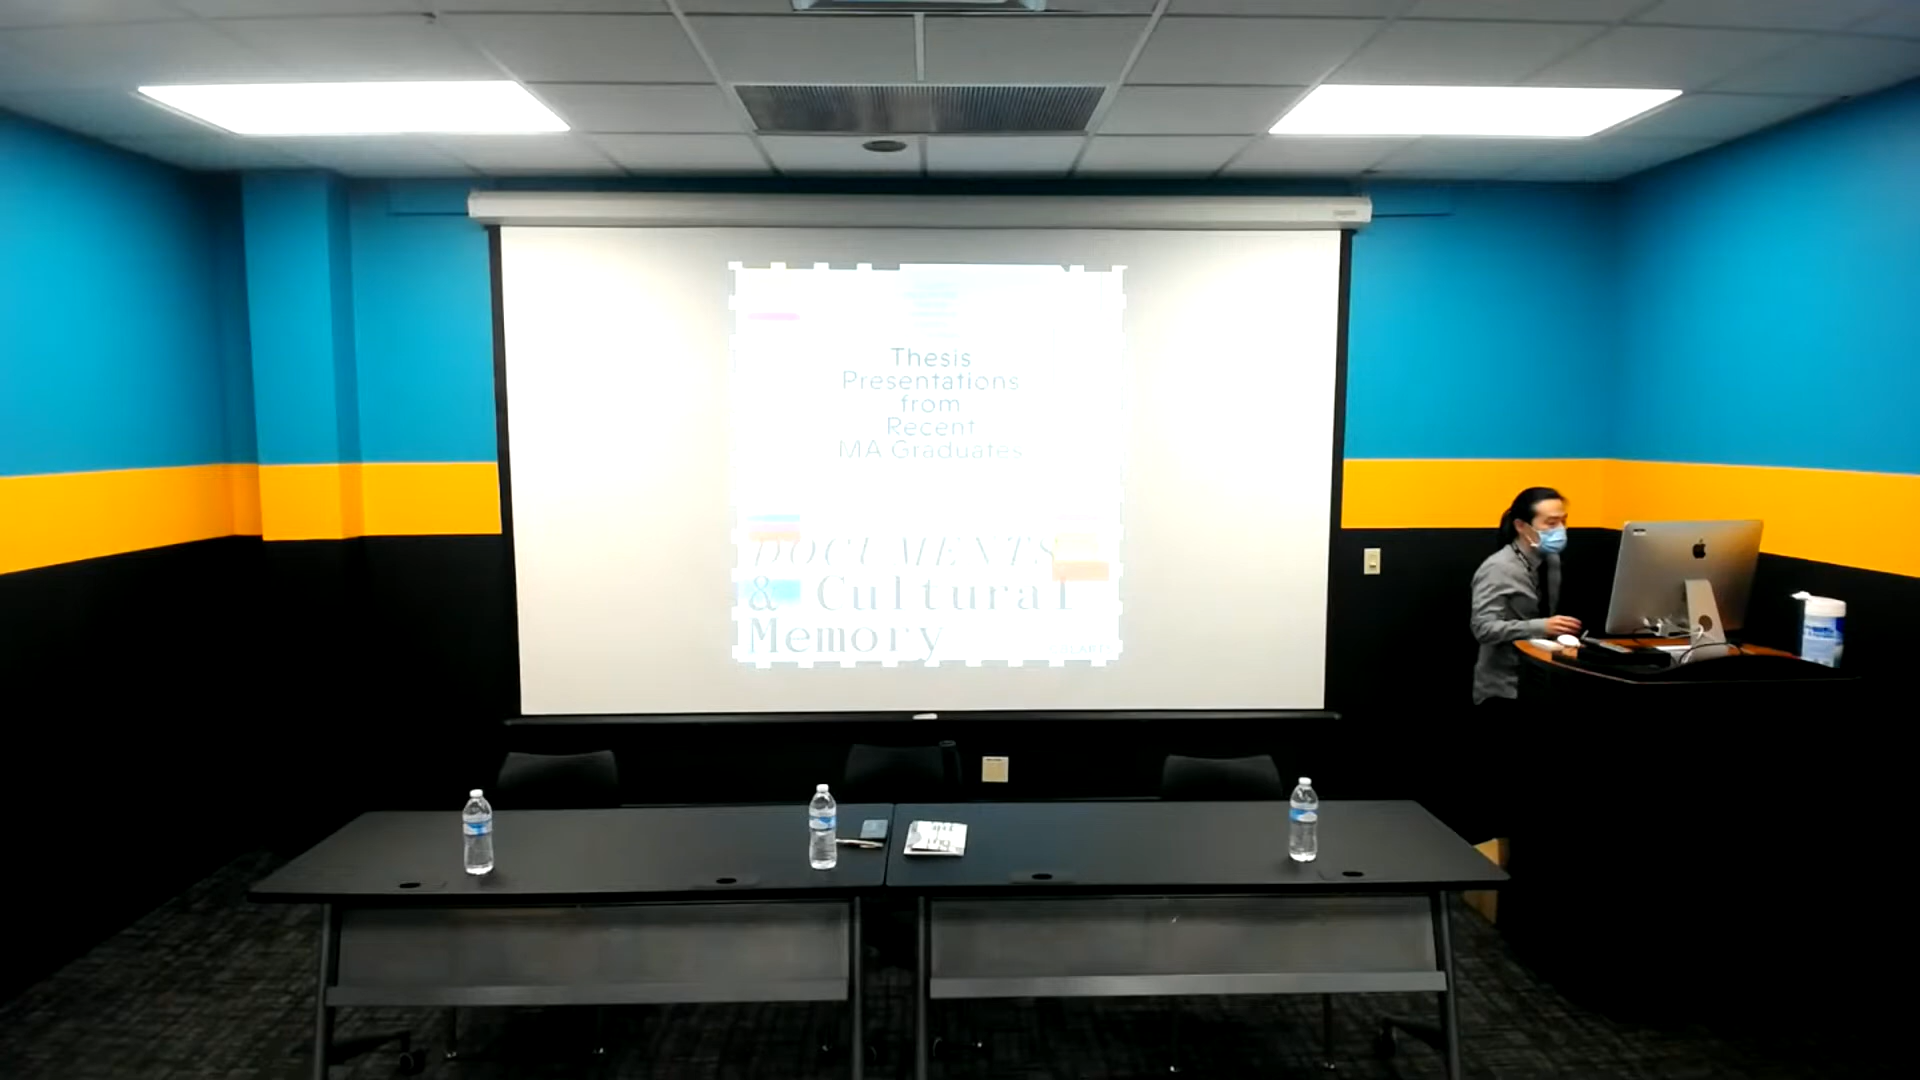 Thesis
Presentations
from
Recent
MA Graduates
DOCUMENTS
& Cultural
Memory